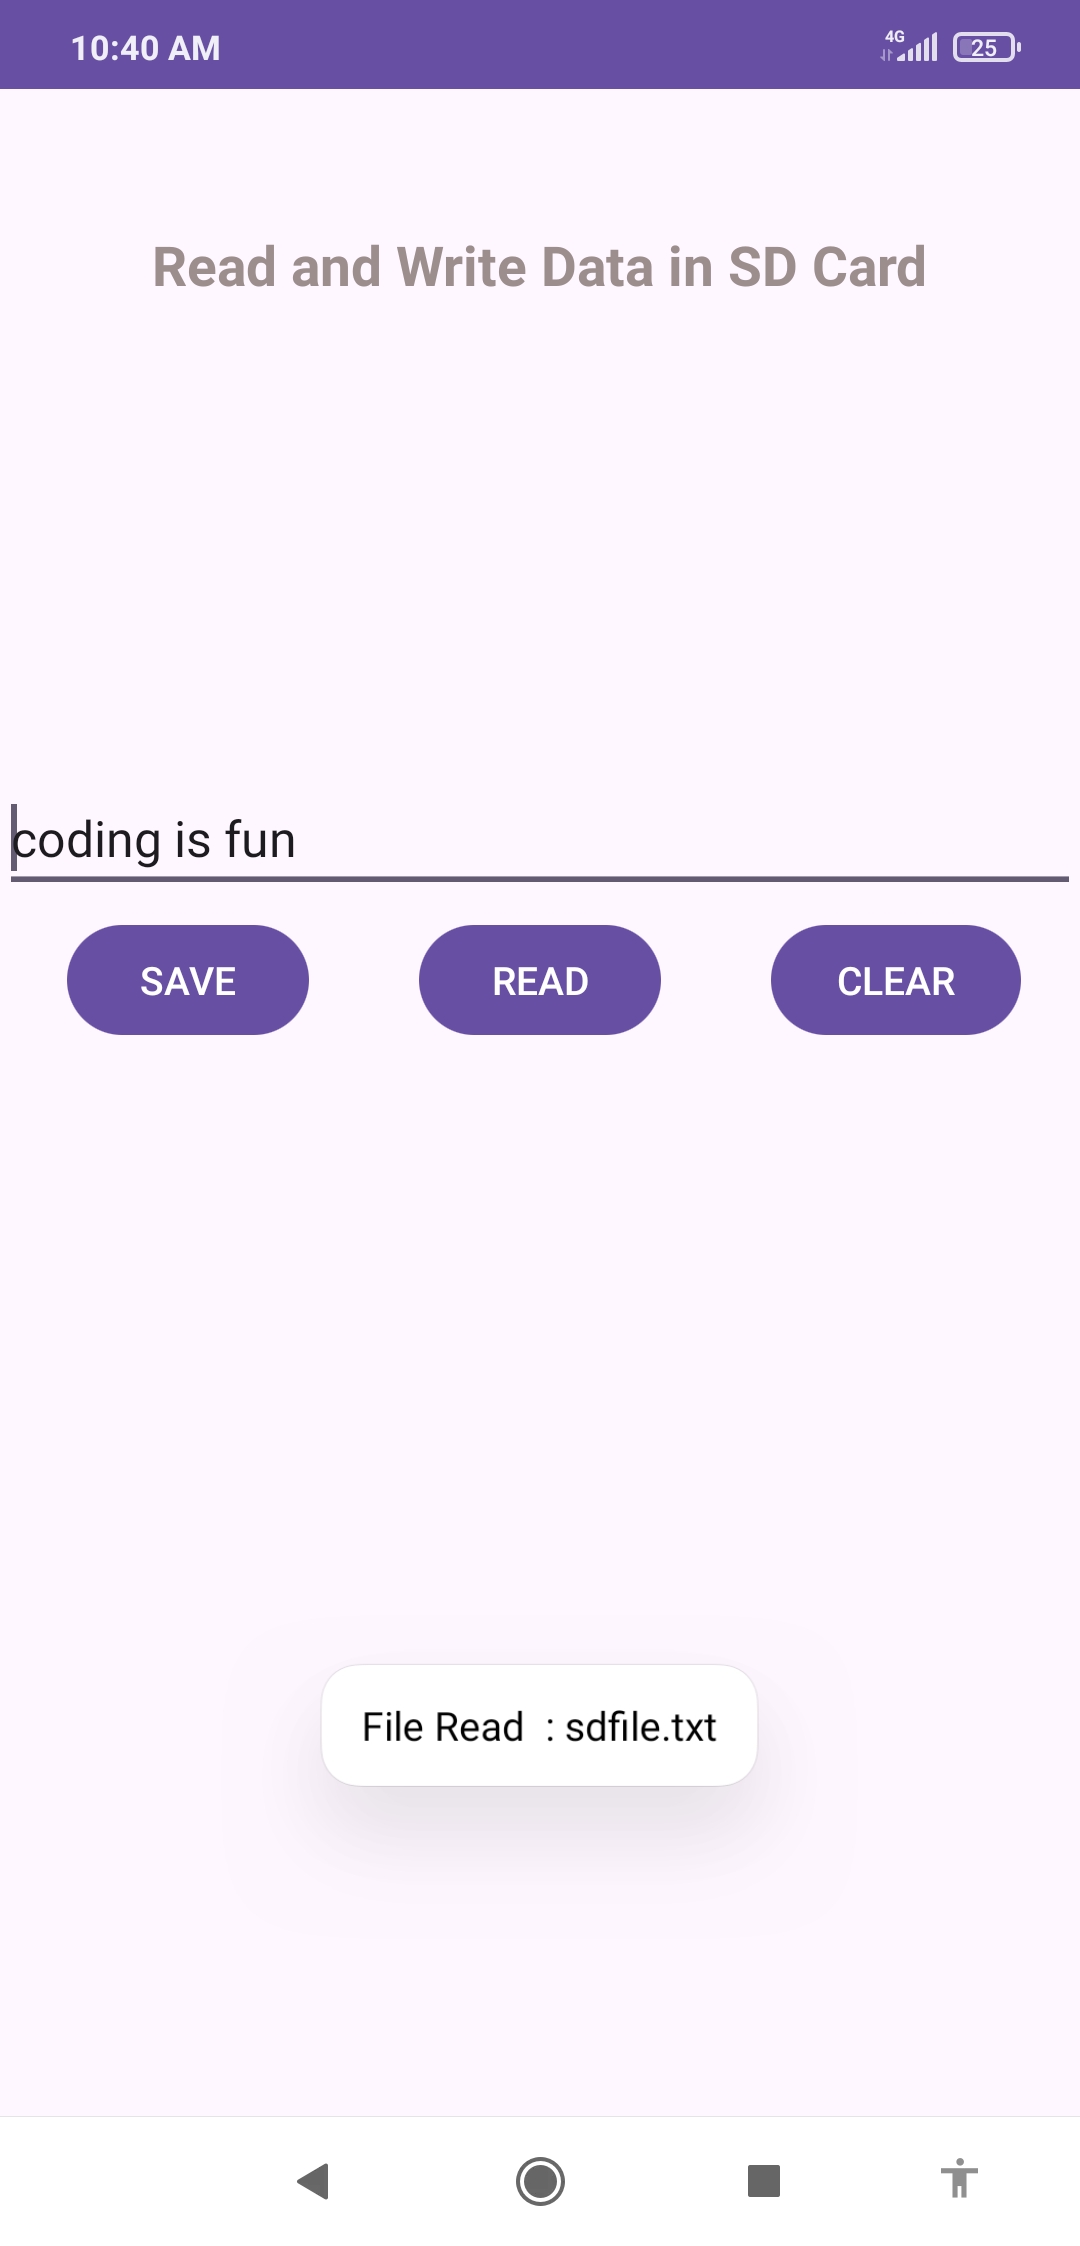 10:40 AM 4G 25
Read and Write Data in SD Card
coding is fun
SAVE READ CLEAR
File Read  : sdfile.txt